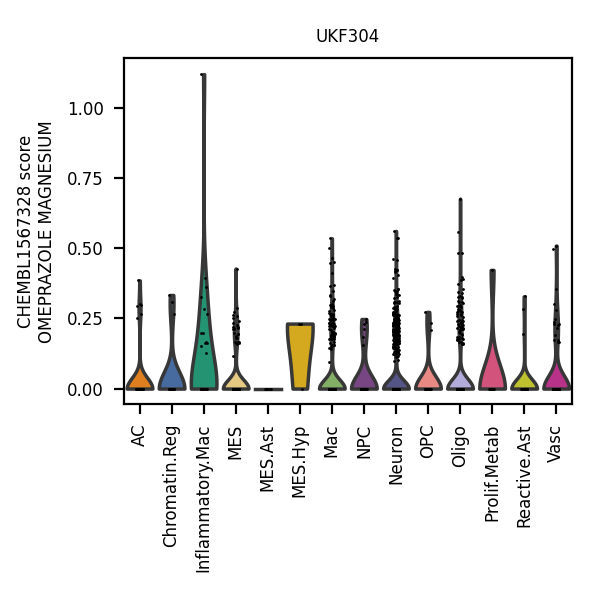 UKF304
CHEMBL1567328 score
OMEPRAZOLE MAGNESIUM
1.00
0.75
0.50
0.25
0.00
AC
Chromatin.Reg
Inflammatory.Mac
MES
MES.Ast
MES.Hyp
Mac
NPC
Neuron
OPC
Oligo
Prolif.Metab
Reactive.Ast
Vasc